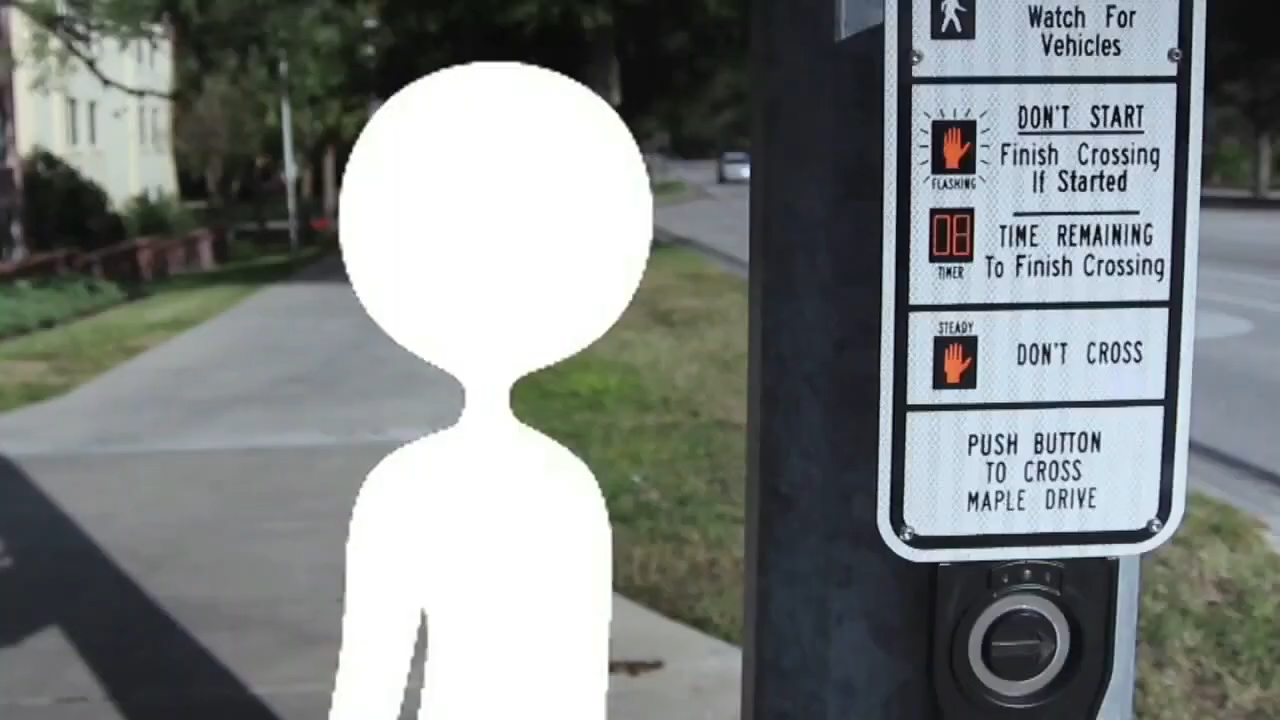 Watch For
Vehicles
DON'T START
Finish Crossing
If Started
FLASHING
08
TIME REMAINING
To Finish Crossing
TIMER
STEADY
DON'T CROSS
PUSH BUTTON
TO CROSS
MAPLE DRIVE